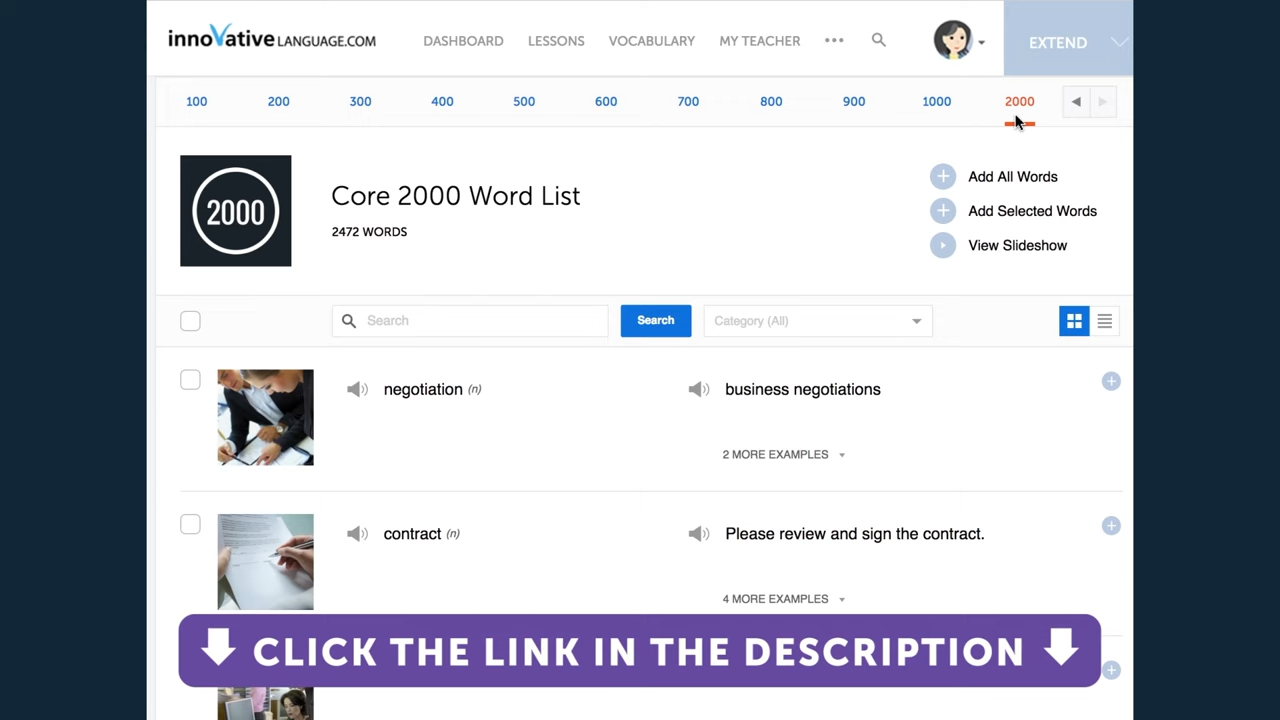 innoVative LANGUAGE.COM DASHBOARD LESSONS VOCABULARY MY TEACHER ••• EXTEND
100 200 300 400 500 600 700 800 900 1000 2000
2000
Core 2000 Word List
2472 WORDS
Add All Words
Add Selected Words
View Slideshow
Search Search Category (All)
negotiation (n) business negotiations
2 MORE EXAMPLES
contract (n) Please review and sign the contract.
4 MORE EXAMPLES
CLICK THE LINK IN THE DESCRIPTION